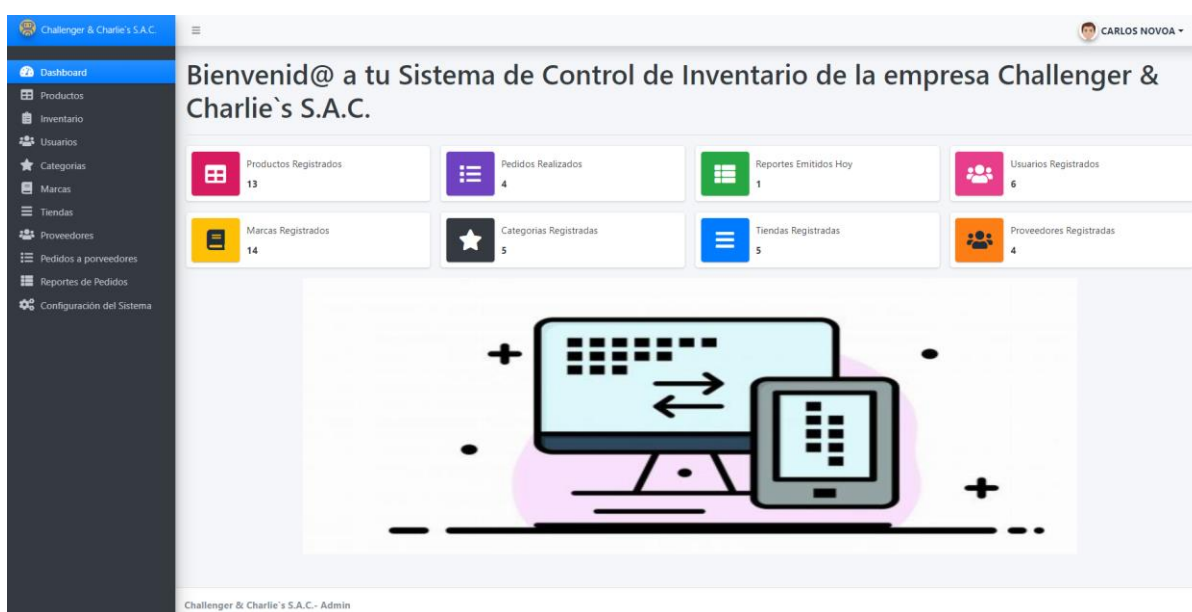 Challenger & Charlie's S.A.C.
CARLOS NOVOA
Dashboard
Productos
Inventario
Usuarios
Categorias
Marcas
Tiendas
Proveedores
Pedidos a porveedores
Reportes de Pedidos
Configuración del Sistema
Bienvenid@ a tu Sistema de Control de Inventario de la empresa Challenger &
Charlie`s S.A.C.
Productos Registrados
13
Pedidos Realizados
4
Reportes Emitidos Hoy
1
Usuarios Registrados
6
Marcas Registrados
14
Categorias Registradas
5
Tiendas Registradas
5
Proveedores Registradas
4
Challenger & Charlie`s S.A.C.- Admin